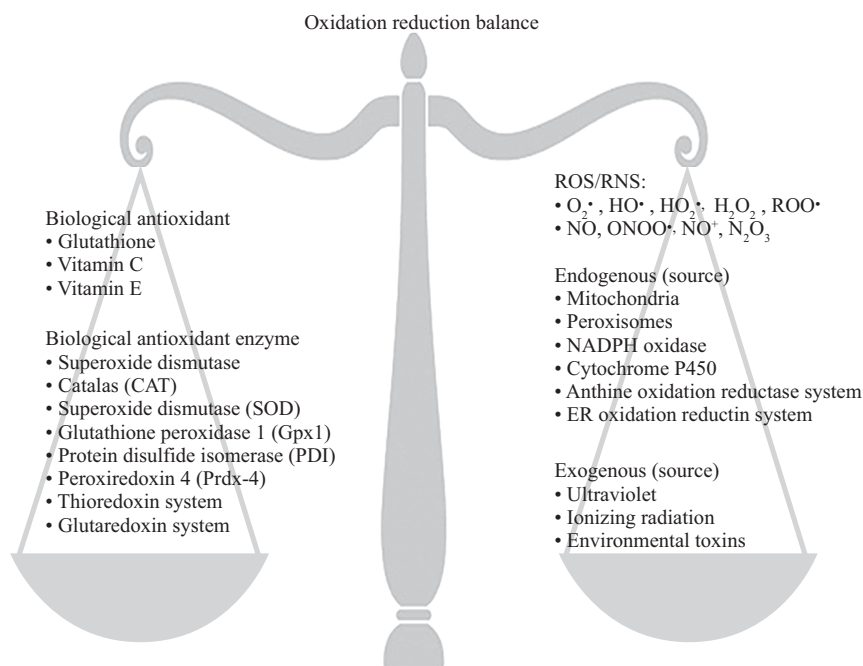 Oxidation reduction balance
Biological antioxidant
• Glutathione
• Vitamin C
• Vitamin E
Biological antioxidant enzyme
• Superoxide dismutase
• Catalas (CAT)
• Superoxide dismutase (SOD)
• Glutathione peroxidase 1 (Gpx1)
• Protein disulfide isomerase (PDI)
• Peroxiredoxin 4 (Prdx-4)
• Thioredoxin system
• Glutaredoxin system
ROS/RNS:
• O₂•, HO•, HO₂•, H₂O₂, ROO•
• NO, ONOO•, NO⁺, N₂O₃
Endogenous (source)
• Mitochondria
• Peroxisomes
• NADPH oxidase
• Cytochrome P450
• Anthine oxidation reductase system
• ER oxidation reductin system
Exogenous (source)
• Ultraviolet
• Ionizing radiation
• Environmental toxins